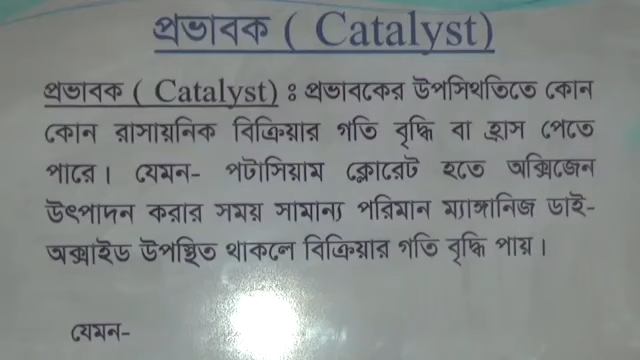 প্রভাবক ( Catalyst)
প্রভাবক ( Catalyst) ঃ প্রভাবকের উপসিথতিতে কোন
কোন রাসায়নিক বিক্রিয়ার গতি বৃদ্ধি বা হ্রাস পেতে
পারে। যেমন- পটাসিয়াম ক্লোরেট হতে অক্সিজেন
উৎপাদন করার সময় সামান্য পরিমান ম্যাঙ্গানিজ ডাই-
অক্সাইড উপস্থিত থাকলে বিক্রিয়ার গতি বৃদ্ধি পায়।
যেমন-